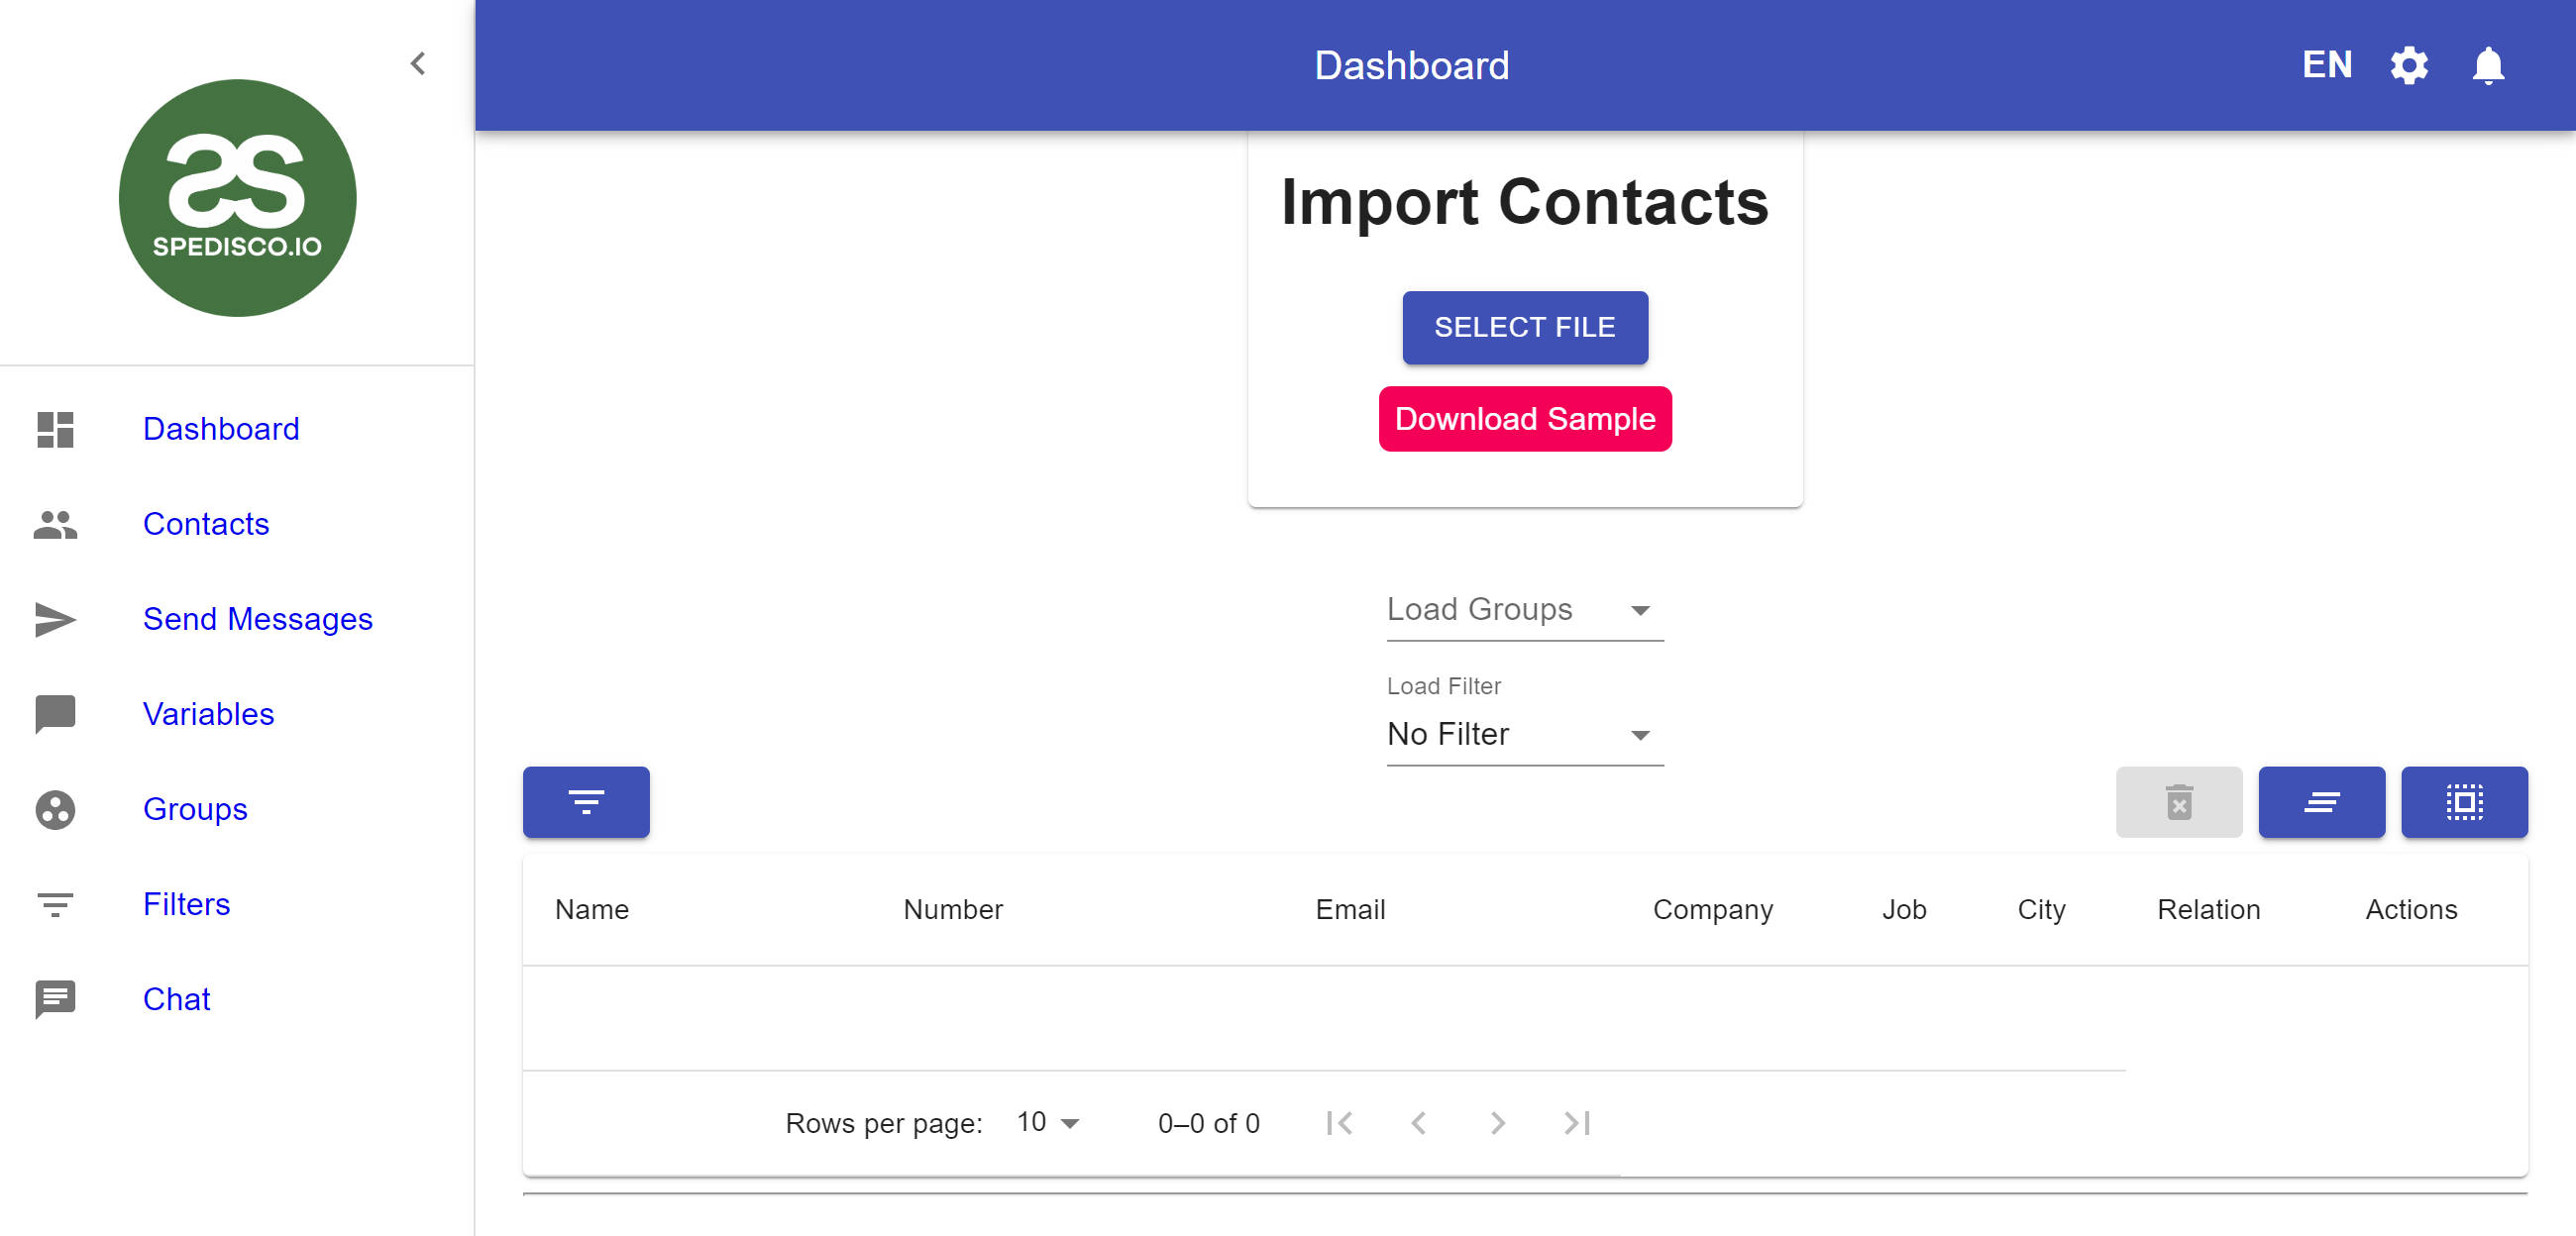 SPEDISCO.IO
Dashboard
Contacts
Send Messages
Variables
Groups
Filters
Chat
Dashboard
EN
Import Contacts
SELECT FILE
Download Sample
Load Groups
Load Filter
No Filter
Name Number Email Company Job City Relation Actions
Rows per page: 10 0–0 of 0